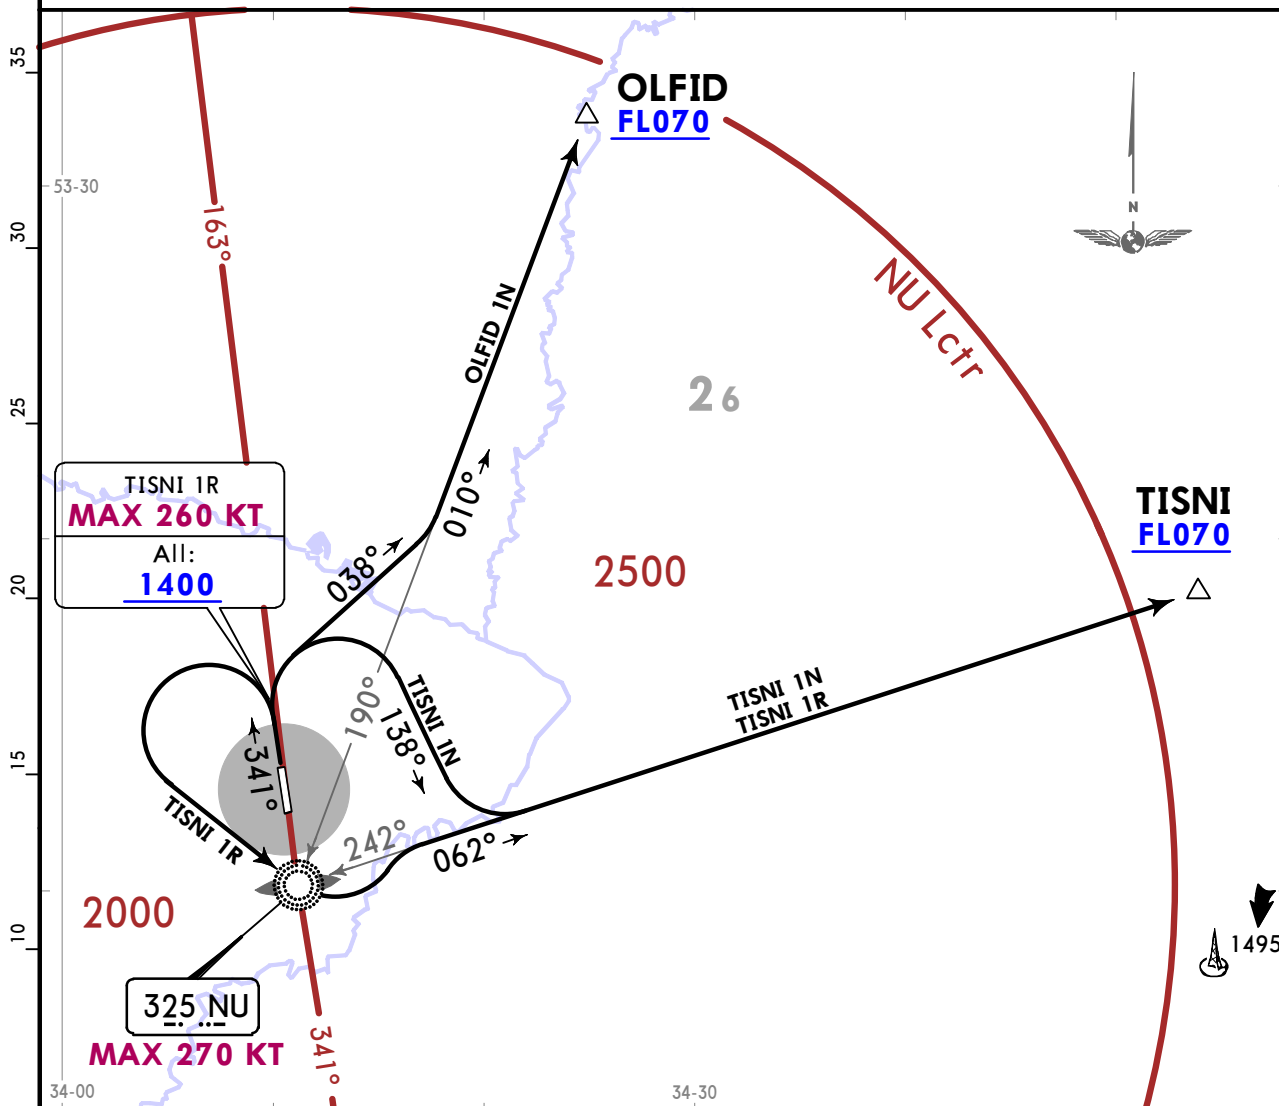 35
OLFID
FL070
53-30
163°
30
N
OLFID 1N
NU Lctr
26
25
TISNI 1R
MAX 260 KT
All:
1400
010°
TISNI
FL070
038°
2500
20
TISNI 1N
TISNI 1R
190°
138°
TISNI 1N
341°
15
TISNI 1R
242°
062°
2000
10
1495
325 NU
MAX 270 KT
341°
34-00
34-30